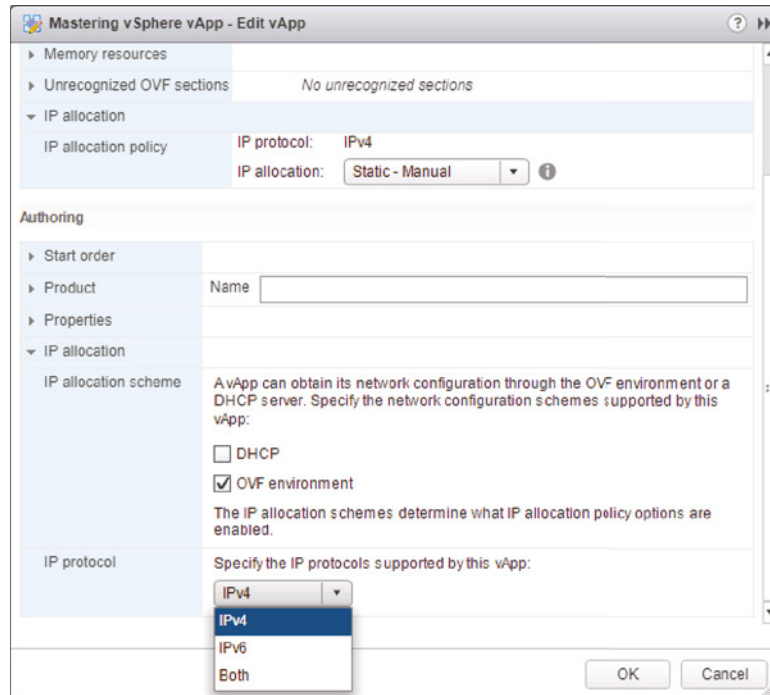 Mastering vSphere vApp - Edit vApp
Memory resources
Unrecognized OVF sections No unrecognized sections
IP allocation
IP allocation policy IP protocol: IPv4
IP allocation: Static - Manual
Authoring
Start order
Product Name
Properties
IP allocation
IP allocation scheme A vApp can obtain its network configuration through the OVF environment or a
DHCP server. Specify the network configuration schemes supported by this
vApp:
DHCP
OVF environment
The IP allocation schemes determine what IP allocation policy options are
enabled.
IP protocol Specify the IP protocols supported by this vApp:
IPv4
IPv4
IPv6
Both
OK Cancel